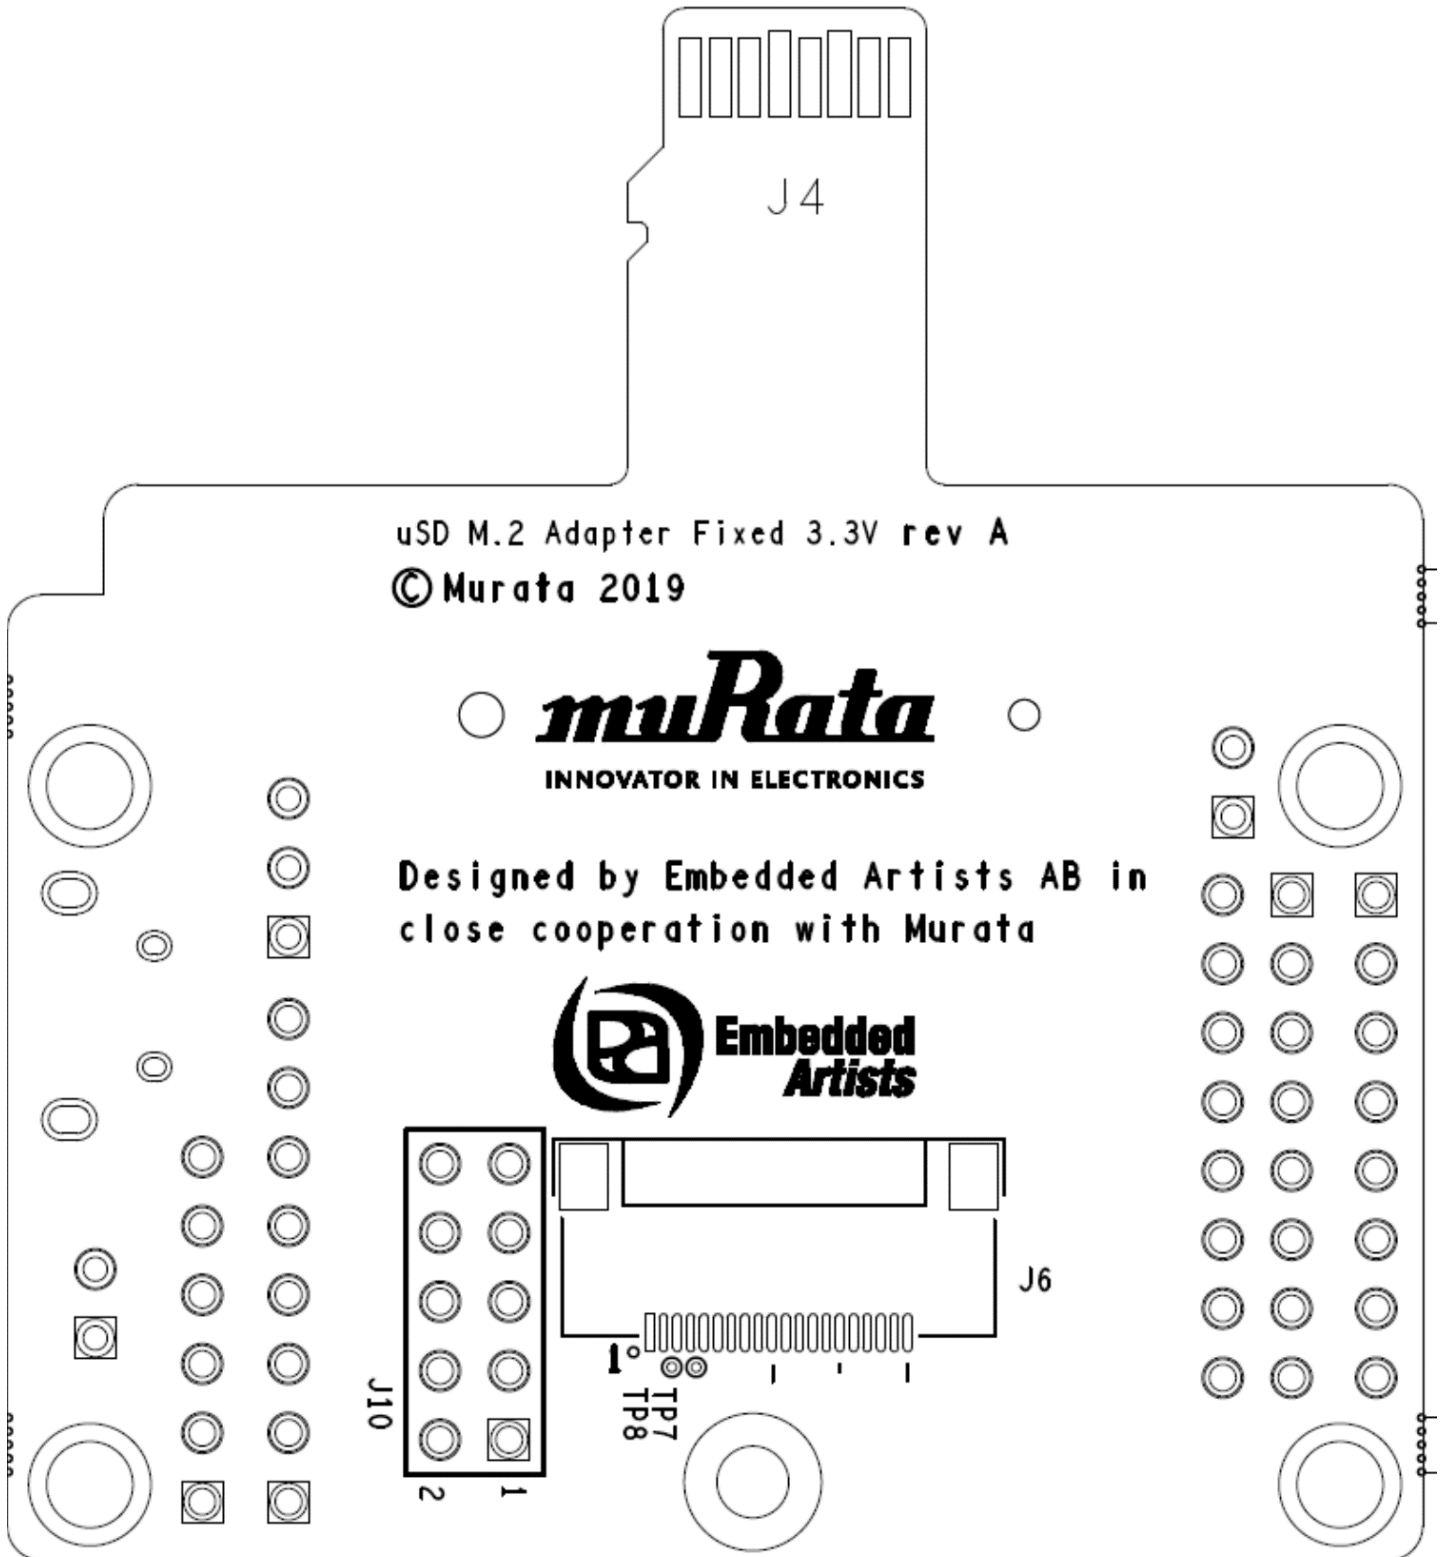 J4
uSD M.2 Adapter Fixed 3.3V rev A
© Murata 2019
muRata
INNOVATOR IN ELECTRONICS
Designed by Embedded Artists AB in
close cooperation with Murata
Embedded
Artists
J6
1
TP7
TP8
J10
2
1